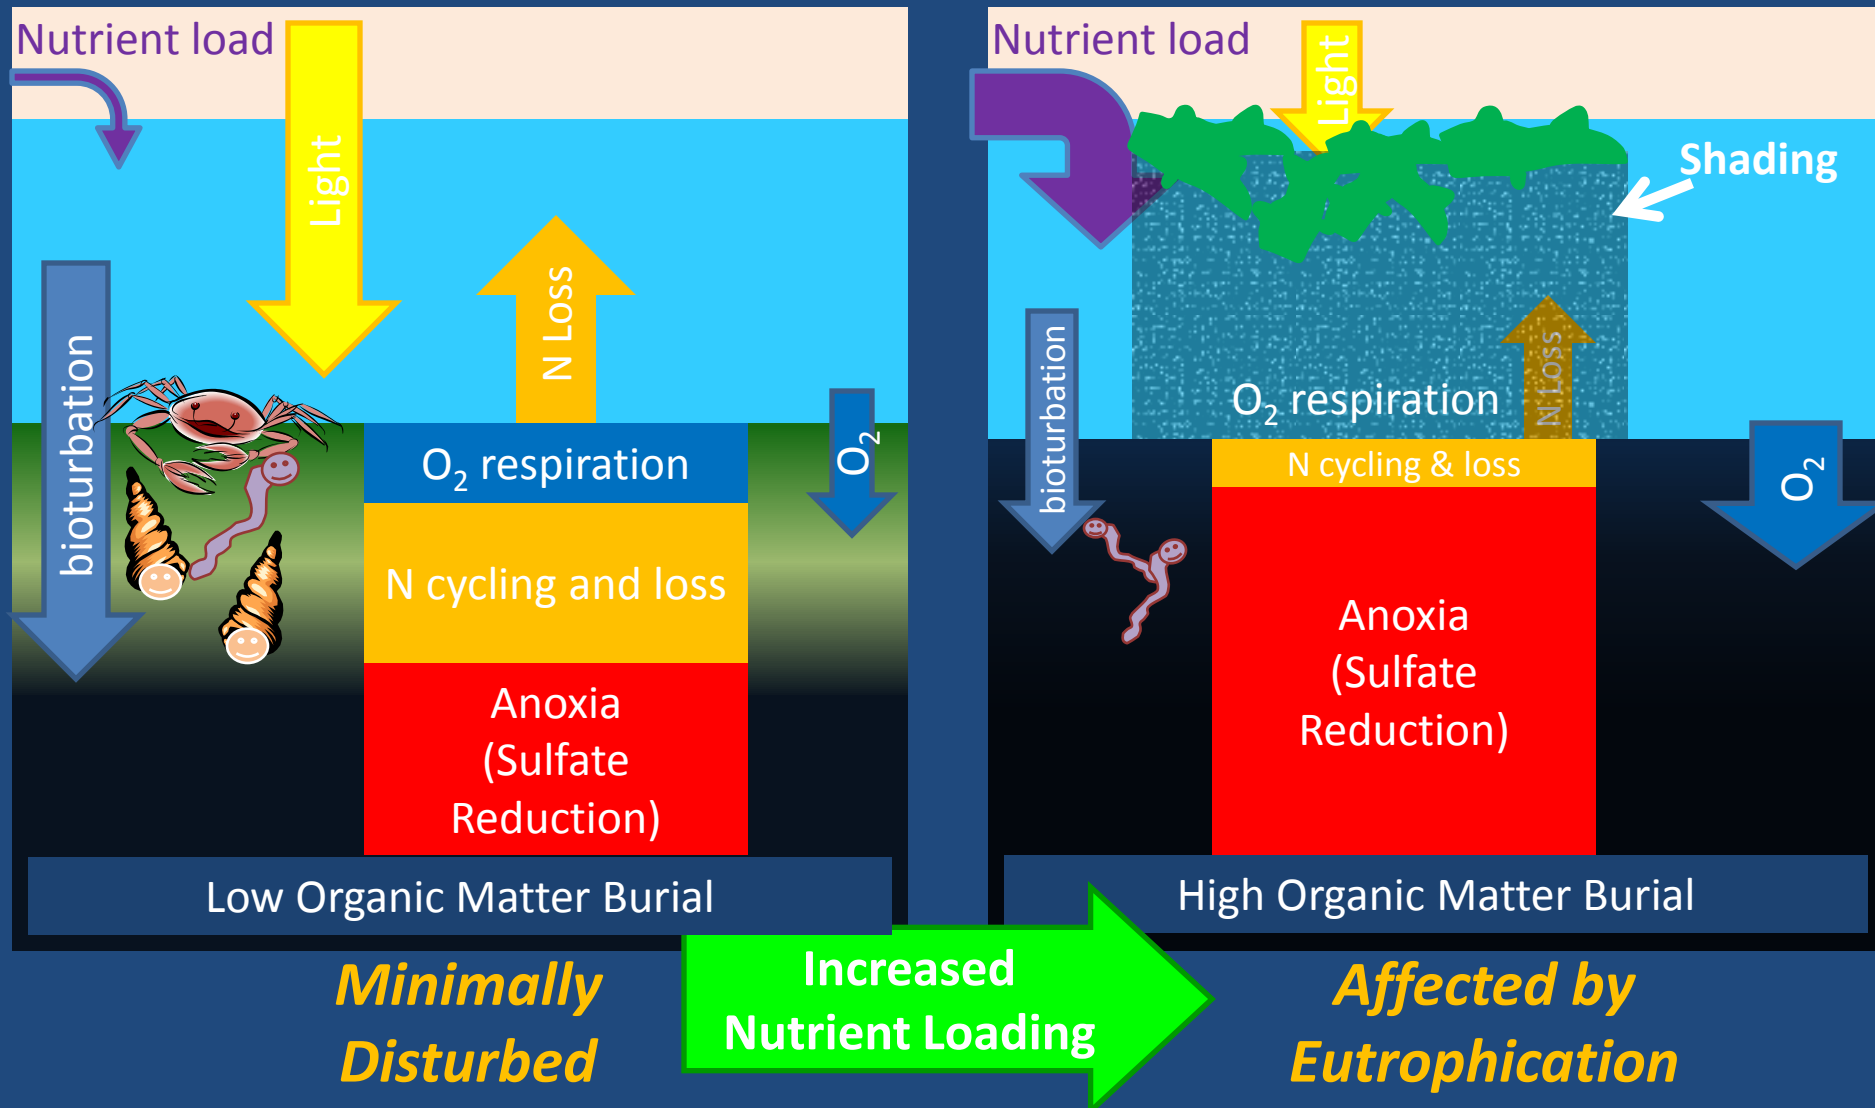 Nutrient load
Light
N Loss
bioturbation
O₂
O₂ respiration
N cycling and loss
Anoxia
(Sulfate
Reduction)
Low Organic Matter Burial
Minimally
Disturbed
Increased
Nutrient Loading
Nutrient load
Light
Shading
bioturbation
N Loss
O₂ respiration
N cycling & loss
O₂
Anoxia
(Sulfate
Reduction)
High Organic Matter Burial
Affected by
Eutrophication